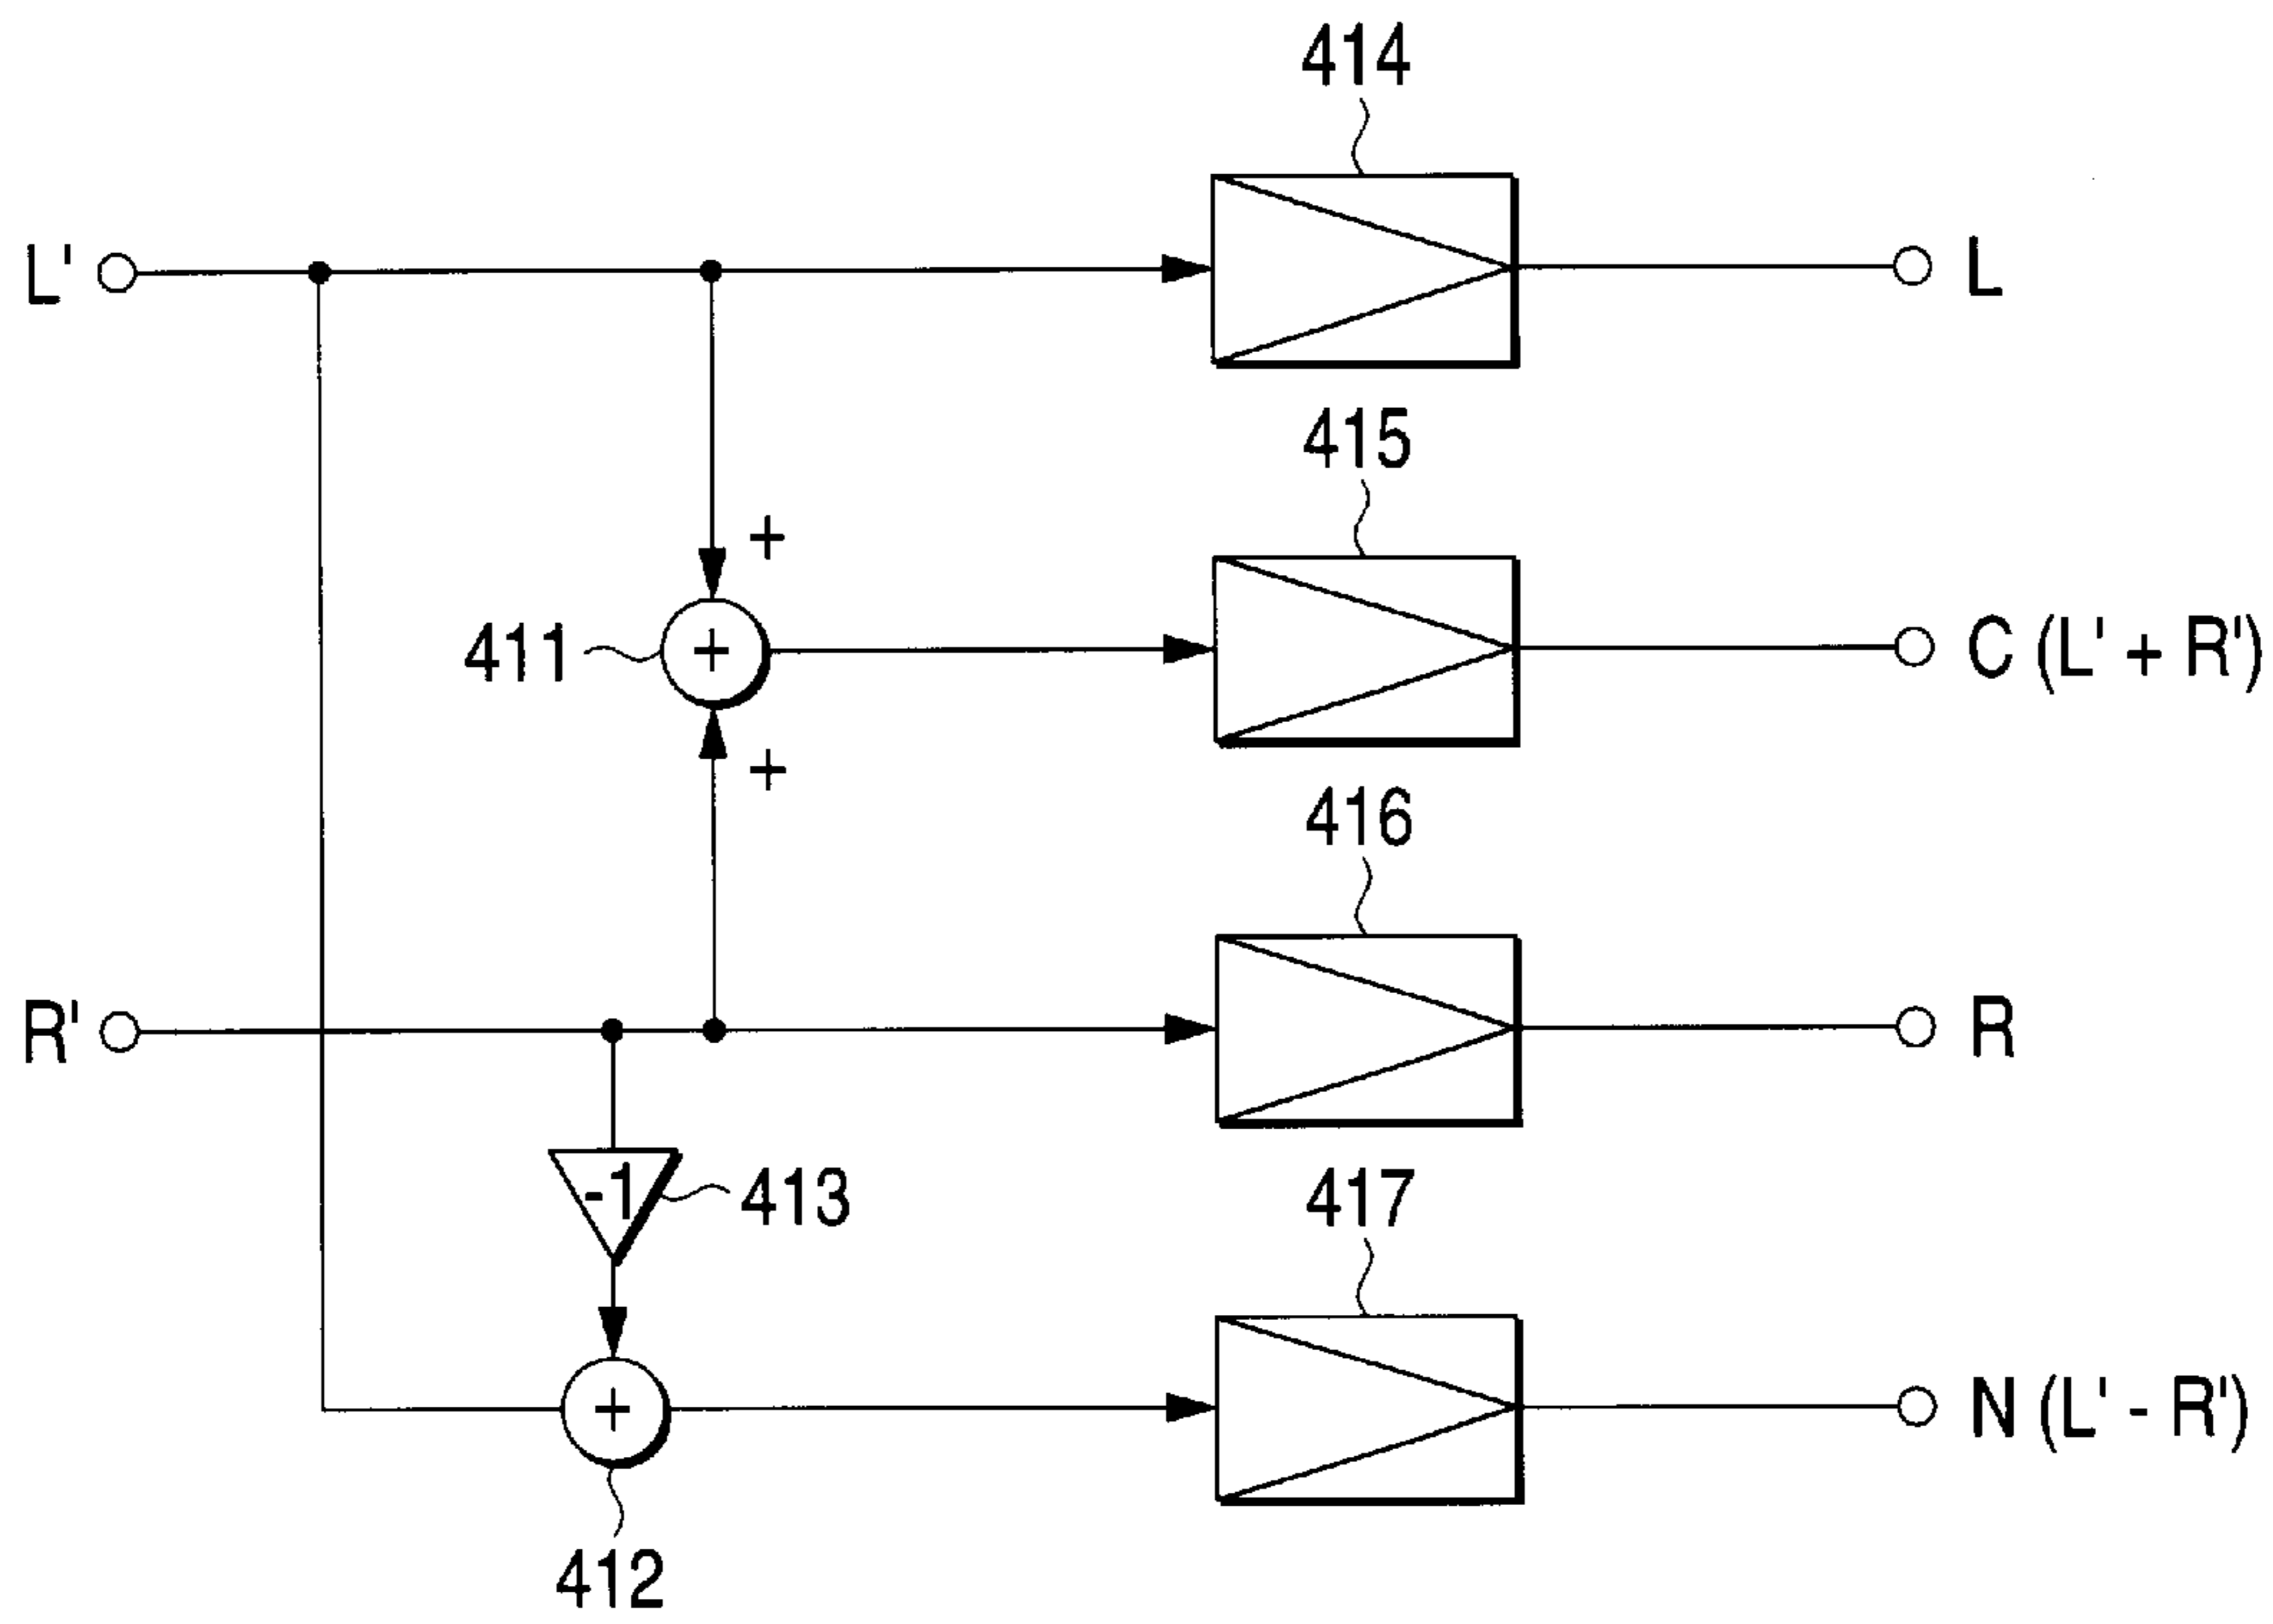 414
L' L
415
+
411 + C (L' + R')
+
416
R' R
-1 413
417
+ N (L' - R')
412